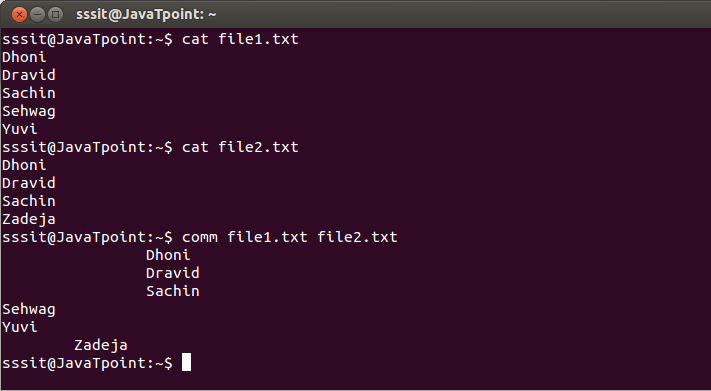 sssit@JavaTpoint: ~
sssit@JavaTpoint:~$ cat file1.txt
Dhoni
Dravid
Sachin
Sehwag
Yuvi
sssit@JavaTpoint:~$ cat file2.txt
Dhoni
Dravid
Sachin
Zadeja
sssit@JavaTpoint:~$ comm file1.txt file2.txt
                Dhoni
                Dravid
                Sachin
Sehwag
Yuvi
        Zadeja
sssit@JavaTpoint:~$